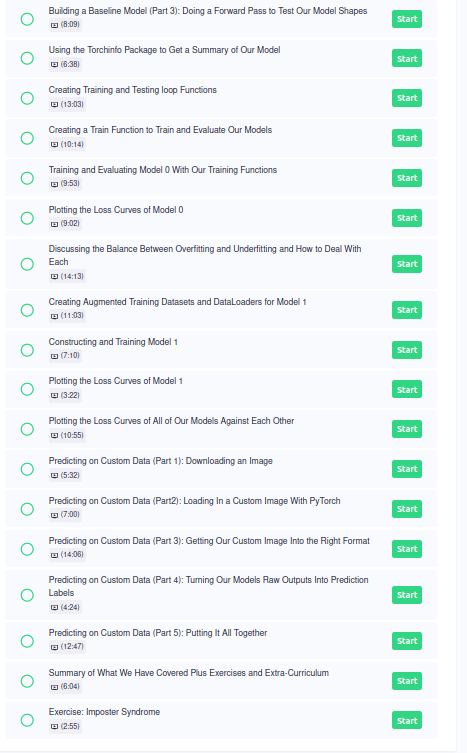 Building a Baseline Model (Part 3): Doing a Forward Pass to Test Our Model Shapes
(8:09)
Start
Using the Torchinfo Package to Get a Summary of Our Model
(6:38)
Start
Creating Training and Testing loop Functions
(13:03)
Start
Creating a Train Function to Train and Evaluate Our Models
(10:14)
Start
Training and Evaluating Model 0 With Our Training Functions
(9:53)
Start
Plotting the Loss Curves of Model 0
(9:02)
Start
Discussing the Balance Between Overfitting and Underfitting and How to Deal With
Each
(14:13)
Start
Creating Augmented Training Datasets and DataLoaders for Model 1
(11:03)
Start
Constructing and Training Model 1
(7:10)
Start
Plotting the Loss Curves of Model 1
(3:22)
Start
Plotting the Loss Curves of All of Our Models Against Each Other
(10:55)
Start
Predicting on Custom Data (Part 1): Downloading an Image
(5:32)
Start
Predicting on Custom Data (Part2): Loading In a Custom Image With PyTorch
(7:00)
Start
Predicting on Custom Data (Part 3): Getting Our Custom Image Into the Right Format
(14:06)
Start
Predicting on Custom Data (Part 4): Turning Our Models Raw Outputs Into Prediction
Labels
(4:24)
Start
Predicting on Custom Data (Part 5): Putting It All Together
(12:47)
Start
Summary of What We Have Covered Plus Exercises and Extra-Curriculum
(6:04)
Start
Exercise: Imposter Syndrome
(2:55)
Start